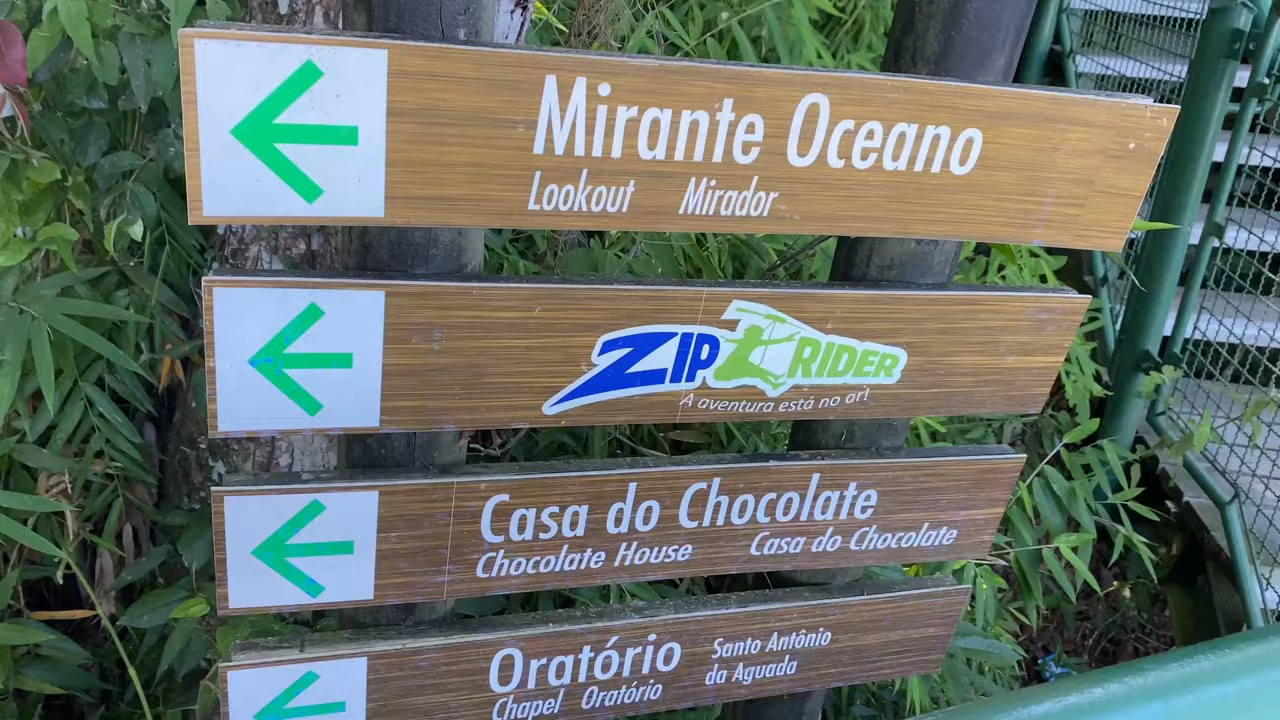 Mirante Oceano
Lookout Mirador
ZIP RIDER
A aventura está no ar!
Casa do Chocolate
Chocolate House Casa do Chocolate
Oratório Santo Antônio
da Aguada
Chapel Oratório